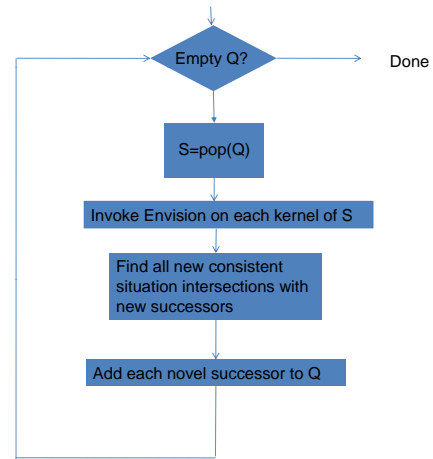 Empty Q?
Done
S=pop(Q)
Invoke Envision on each kernel of S
Find all new consistent
situation intersections with
new successors
Add each novel successor to Q